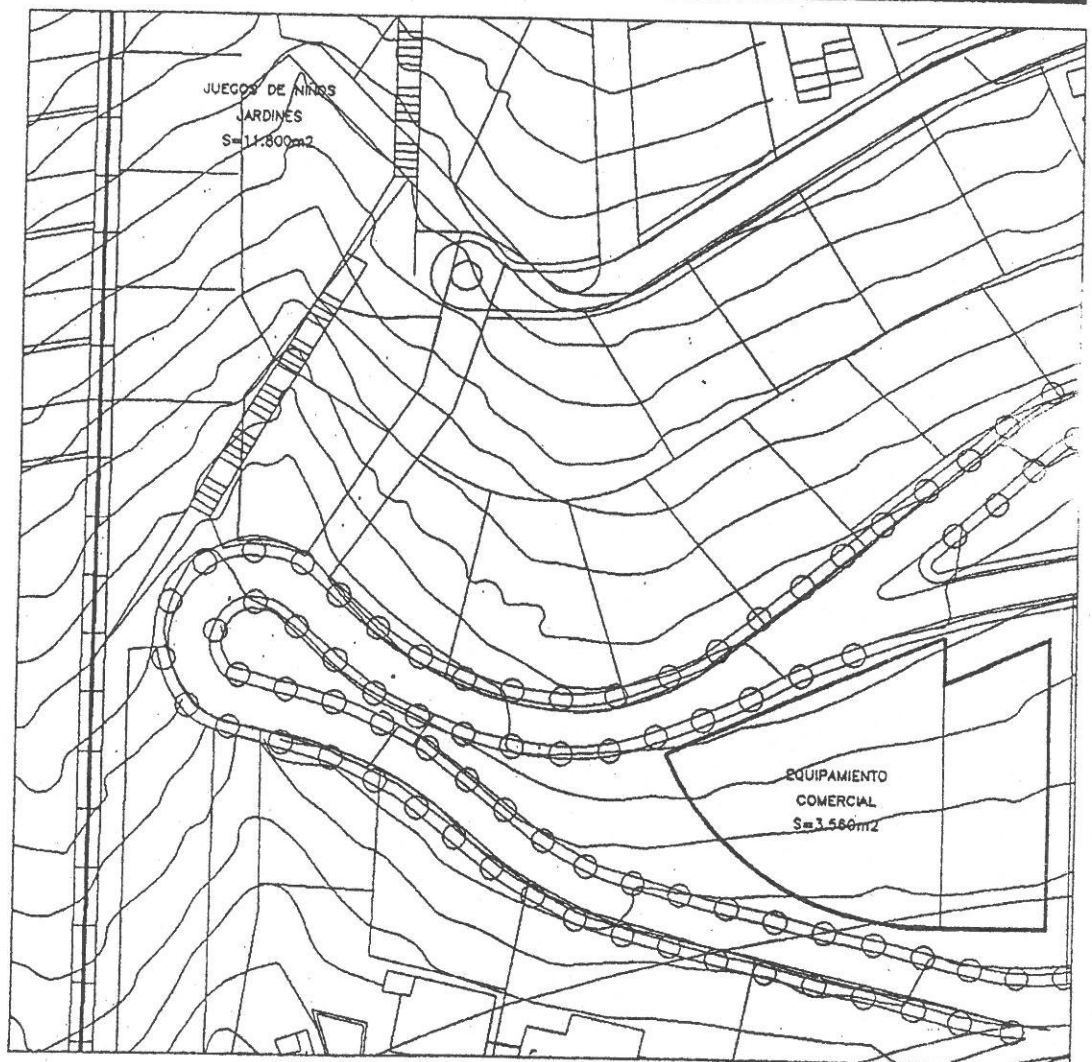 JUEGOS DE NIÑOS
JARDINES
S=11.800m2
EQUIPAMIENTO
COMERCIAL
S=3.560m2